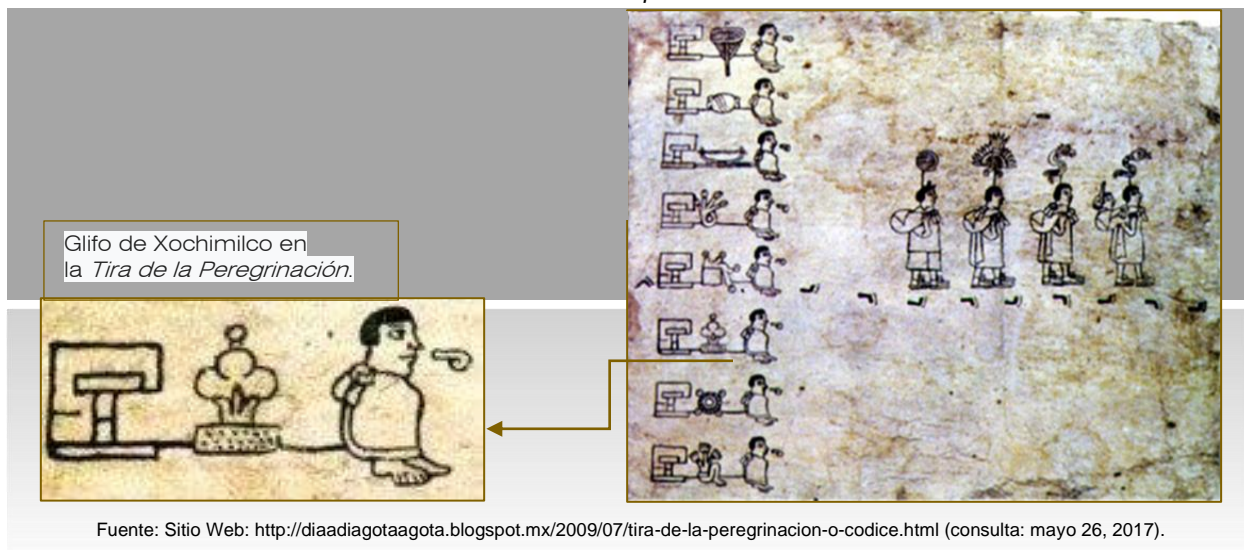 Glifo de Xochimilco en
la Tira de la Peregrinación.
Fuente: Sitio Web: http://diaadiagotaagota.blogspot.mx/2009/07/tira-de-la-peregrinacion-o-codice.html (consulta: mayo 26, 2017).